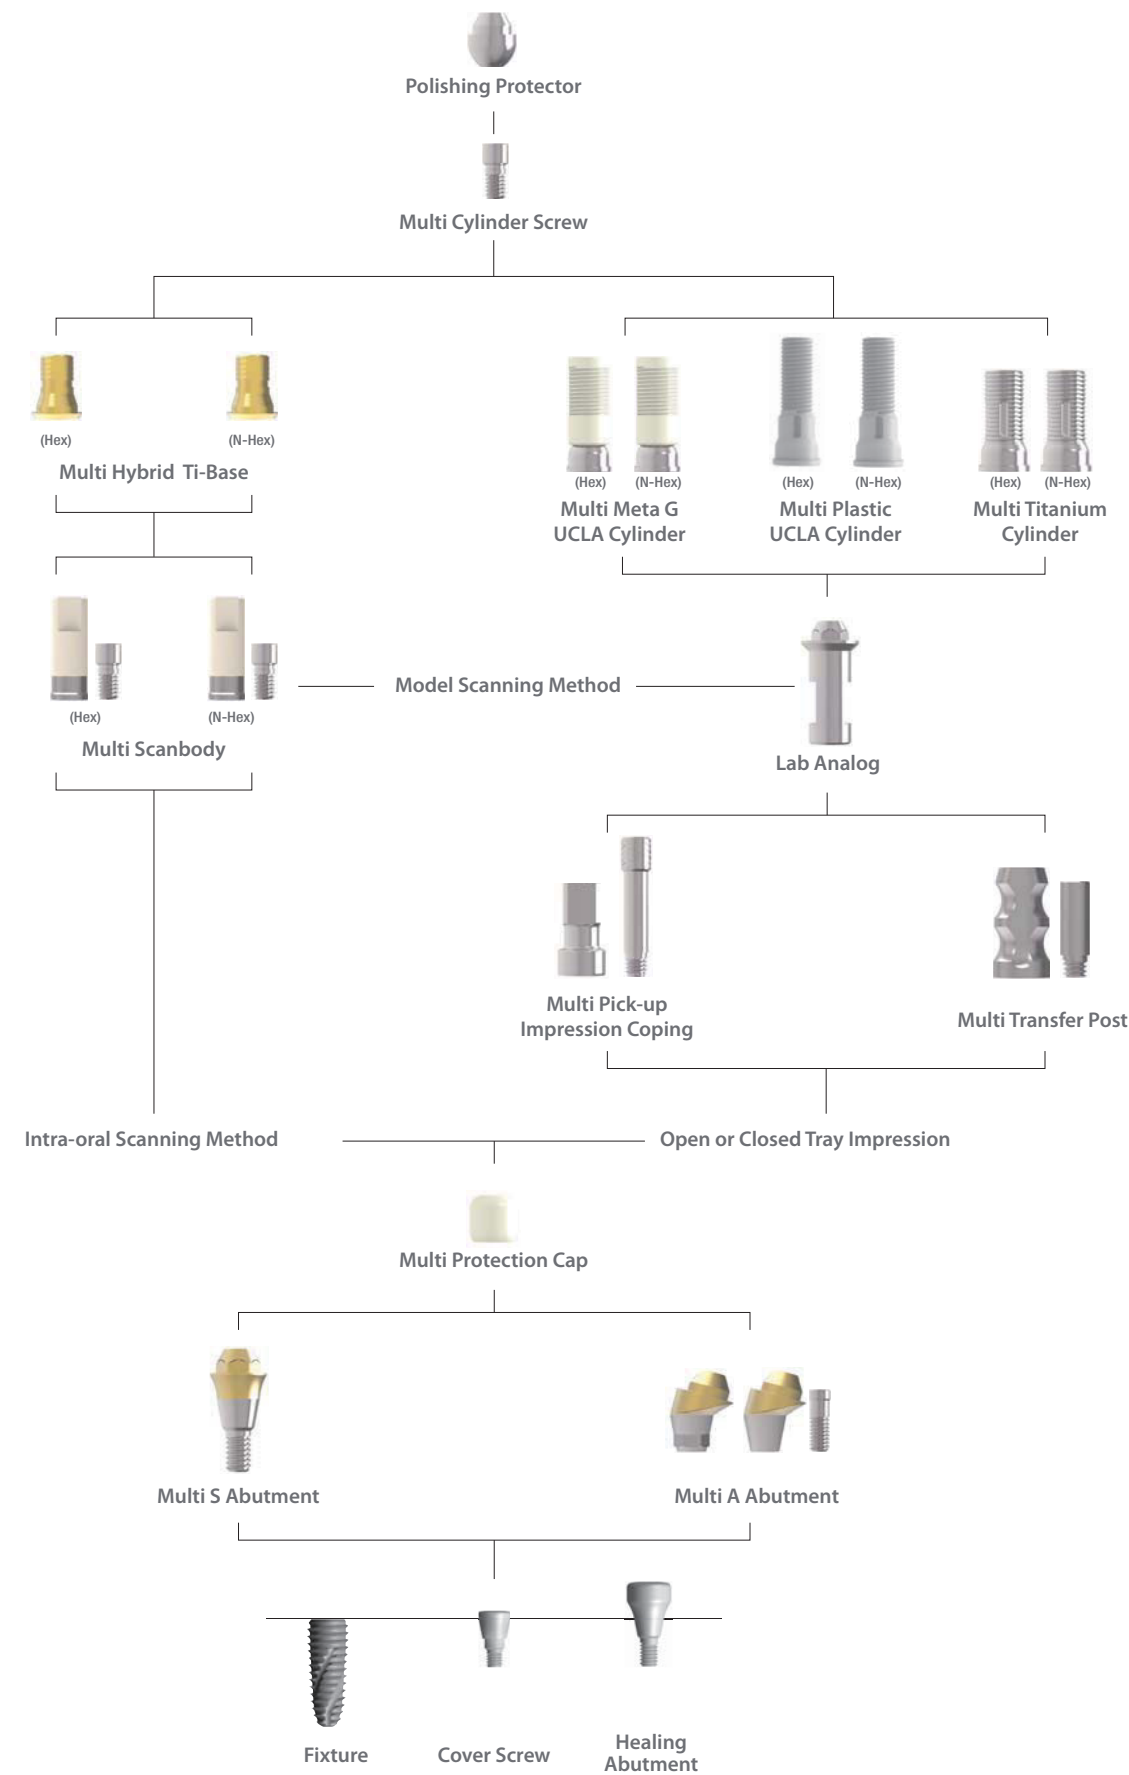 Polishing Protector
Multi Cylinder Screw
(Hex)
(N-Hex)
Multi Hybrid Ti-Base
(Hex)
(N-Hex)
Multi Meta G
UCLA Cylinder
(Hex)
(N-Hex)
Multi Plastic
UCLA Cylinder
(Hex)
(N-Hex)
Multi Titanium
Cylinder
(Hex)
(N-Hex)
Multi Scanbody
Model Scanning Method
Lab Analog
Multi Pick-up
Impression Coping
Multi Transfer Post
Intra-oral Scanning Method
Open or Closed Tray Impression
Multi Protection Cap
Multi S Abutment
Multi A Abutment
Fixture
Cover Screw
Healing
Abutment